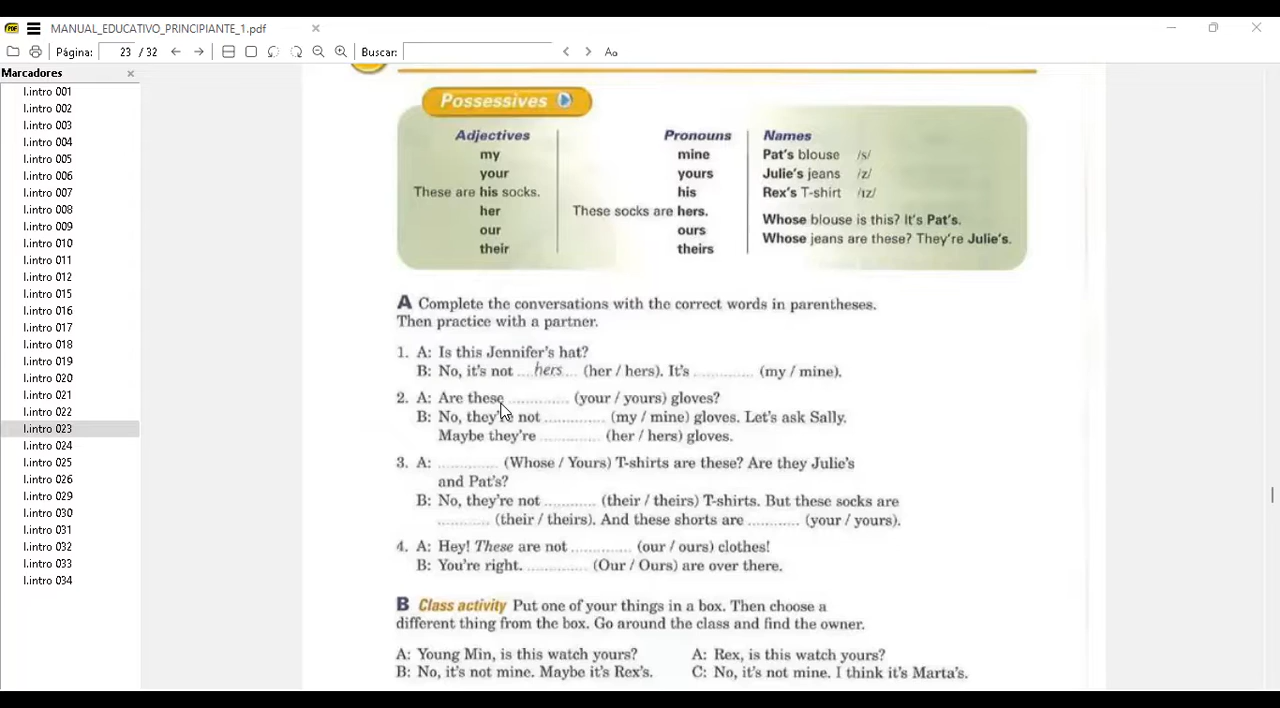 MANUAL_EDUCATIVO_PRINCIPIANTE_1.pdf
Página: 23 / 32 Buscar: Aa
Marcadores
I.intro 001
I.intro 002
I.intro 003
I.intro 004
I.intro 005
I.intro 006
I.intro 007
I.intro 008
I.intro 009
I.intro 010
I.intro 011
I.intro 012
I.intro 015
I.intro 016
I.intro 017
I.intro 018
I.intro 019
I.intro 020
I.intro 021
I.intro 022
I.intro 023
I.intro 024
I.intro 025
I.intro 026
I.intro 029
I.intro 030
I.intro 031
I.intro 032
I.intro 033
I.intro 034
Possessives
Adjectives
my
your
These are his socks.
her
our
their
Pronouns
mine
yours
his
These socks are hers.
ours
theirs
Names
Pat's blouse /s/
Julie's jeans /z/
Rex's T-shirt /ɪz/
Whose blouse is this? It's Pat's.
Whose jeans are these? They're Julie's.
A Complete the conversations with the correct words in parentheses.
Then practice with a partner.
1. A: Is this Jennifer's hat?
B: No, it's not ... hers ... (her / hers). It's ............ (my / mine).
2. A: Are these ............ (your / yours) gloves?
B: No, they're not ............ (my / mine) gloves. Let's ask Sally.
Maybe they're ............ (her / hers) gloves.
3. A: ............ (Whose / Yours) T-shirts are these? Are they Julie's
and Pat's?
B: No, they're not ............ (their / theirs) T-shirts. But these socks are
............ (their / theirs). And these shorts are ............ (your / yours).
4. A: Hey! These are not ............ (our / ours) clothes!
B: You're right. ............ (Our / Ours) are over there.
B Class activity Put one of your things in a box. Then choose a
different thing from the box. Go around the class and find the owner.
A: Young Min, is this watch yours?
B: No, it's not mine. Maybe it's Rex's.
A: Rex, is this watch yours?
C: No, it's not mine. I think it's Marta's.